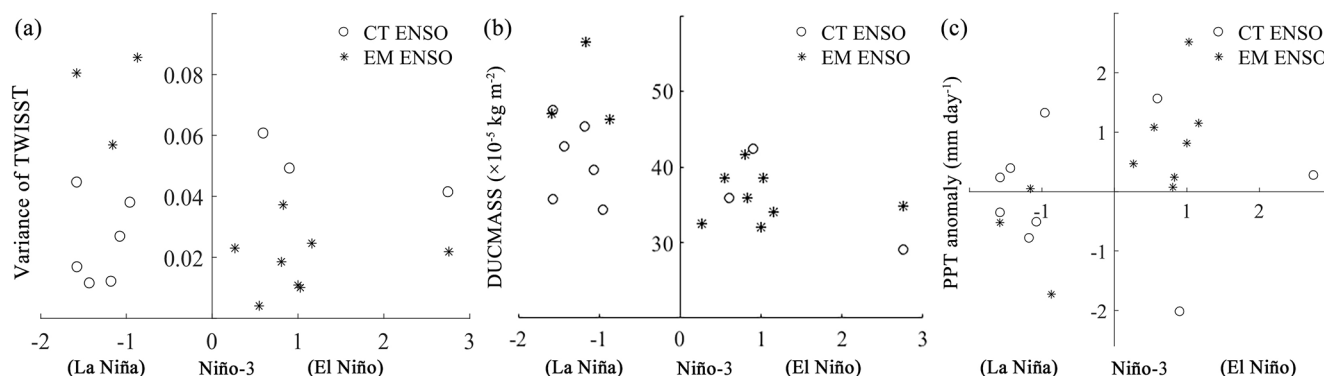 (a)
CT ENSO
EM ENSO
Variance of TWISST
0.08
0.06
0.04
0.02
-2
-1
0
1
2
3
(La Niña)
Niño-3
(El Niño)
(b)
CT ENSO
EM ENSO
DUCMASS (×10⁻⁵ kg m⁻²)
50
40
30
-2
-1
0
1
2
3
(La Niña)
Niño-3
(El Niño)
(c)
CT ENSO
EM ENSO
PPT anomaly (mm day⁻¹)
2
1
-1
1
2
-1
-2
(La Niña)
Niño-3
(El Niño)